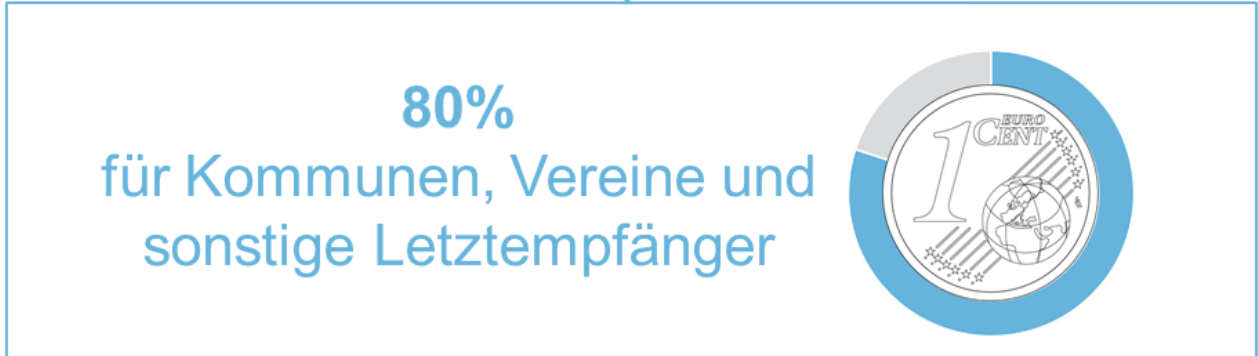 80%
für Kommunen, Vereine und
sonstige Letztempfänger
1 EURO
CENT